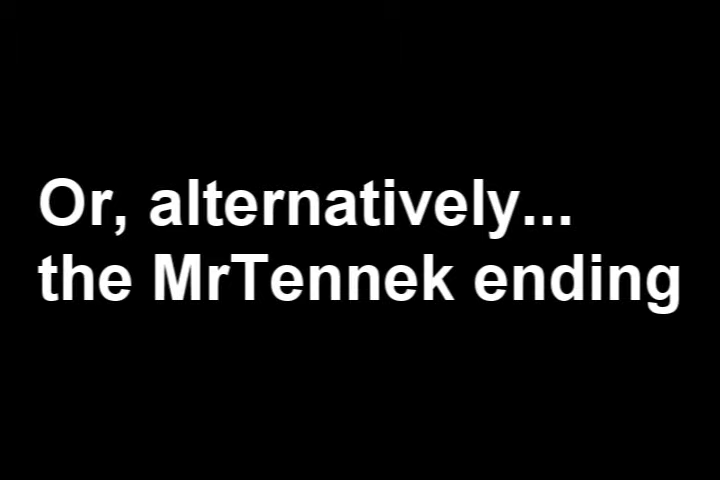 Or, alternatively...
the MrTennek ending